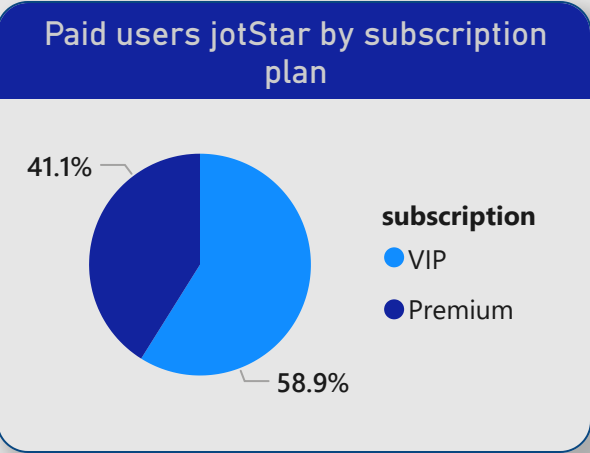 Paid users jotStar by subscription
plan
41.1%
subscription
VIP
Premium
58.9%